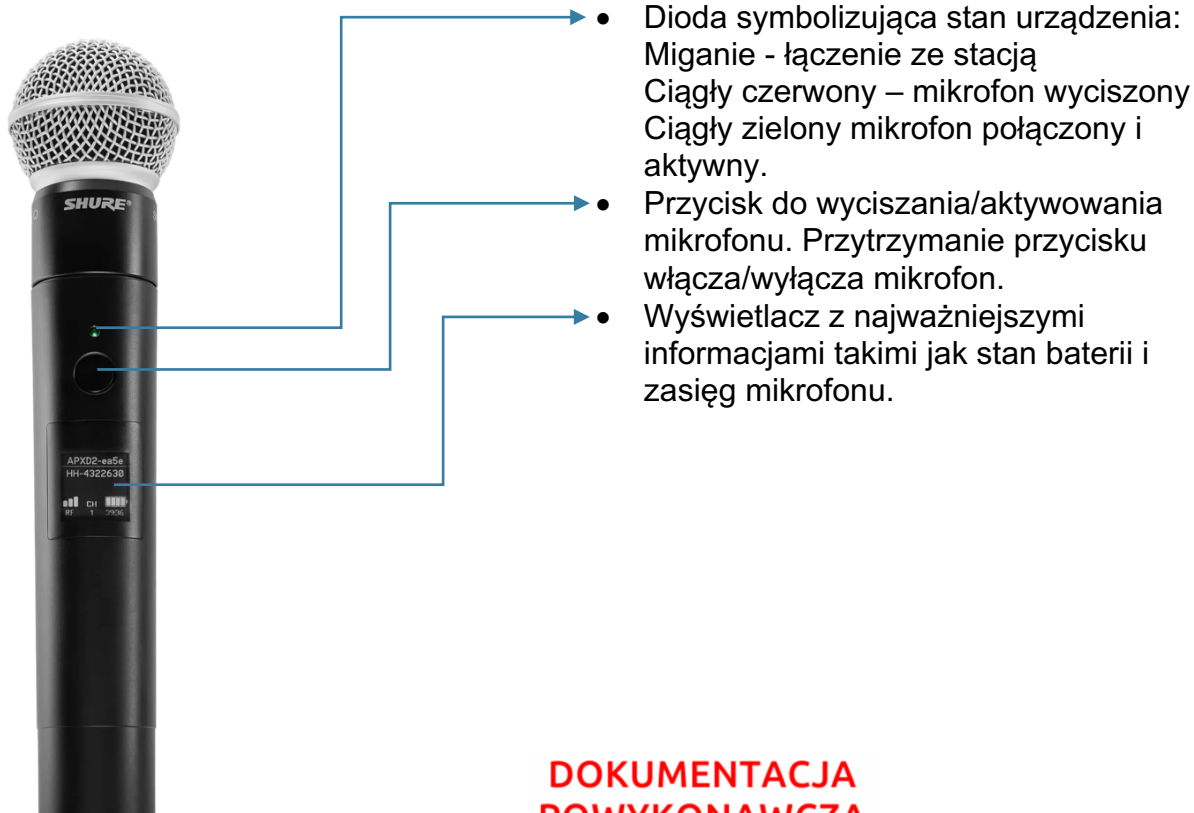 Dioda symbolizująca stan urządzenia:
Miganie - łączenie ze stacją
Ciągły czerwony – mikrofon wyciszony
Ciągły zielony mikrofon połączony i
aktywny.
Przycisk do wyciszania/aktywowania
mikrofonu. Przytrzymanie przycisku
włącza/wyłącza mikrofon.
Wyświetlacz z najważniejszymi
informacjami takimi jak stan baterii i
zasięg mikrofonu.
SHURE®
APXD2-ea5e
HH-4322630
CH
RF 1
DOKUMENTACJA
POWYKONAWCZA